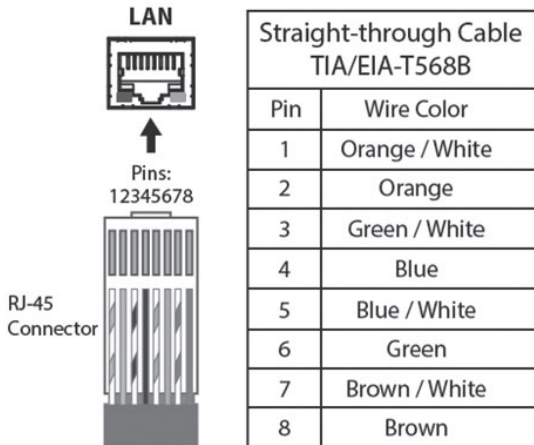 LAN
Pins:
12345678
RJ-45
Connector
Straight-through Cable
TIA/EIA-T568B
Pin Wire Color
1 Orange / White
2 Orange
3 Green / White
4 Blue
5 Blue / White
6 Green
7 Brown / White
8 Brown